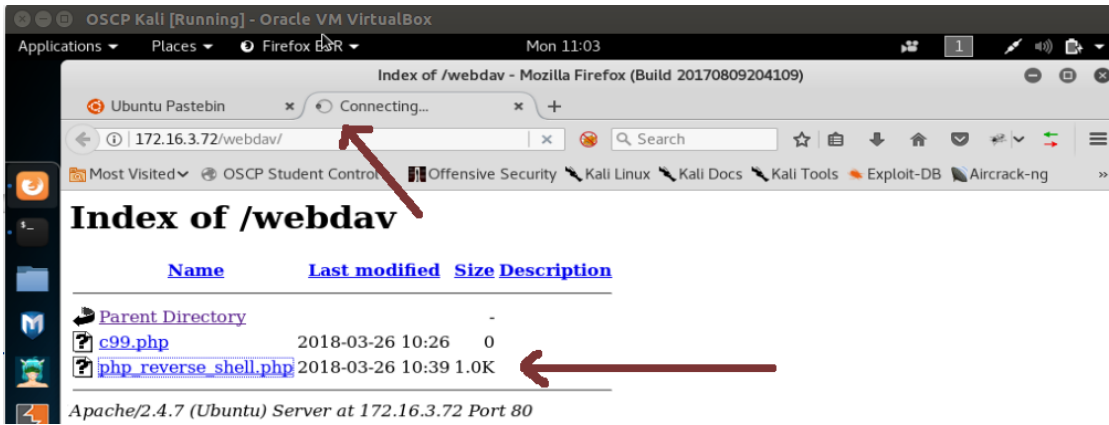 OSCP Kali [Running] - Oracle VM VirtualBox
Applications Places Firefox ESR Mon 11:03 1
Index of /webdav - Mozilla Firefox (Build 20170809204109)
Ubuntu Pastebin Connecting...
172.16.3.72/webdav/ Search
Most Visited OSCP Student Control Offensive Security Kali Linux Kali Docs Kali Tools Exploit-DB Aircrack-ng »
Index of /webdav
Name Last modified Size Description
Parent Directory -
c99.php 2018-03-26 10:26 0
php_reverse_shell.php 2018-03-26 10:39 1.0K
Apache/2.4.7 (Ubuntu) Server at 172.16.3.72 Port 80